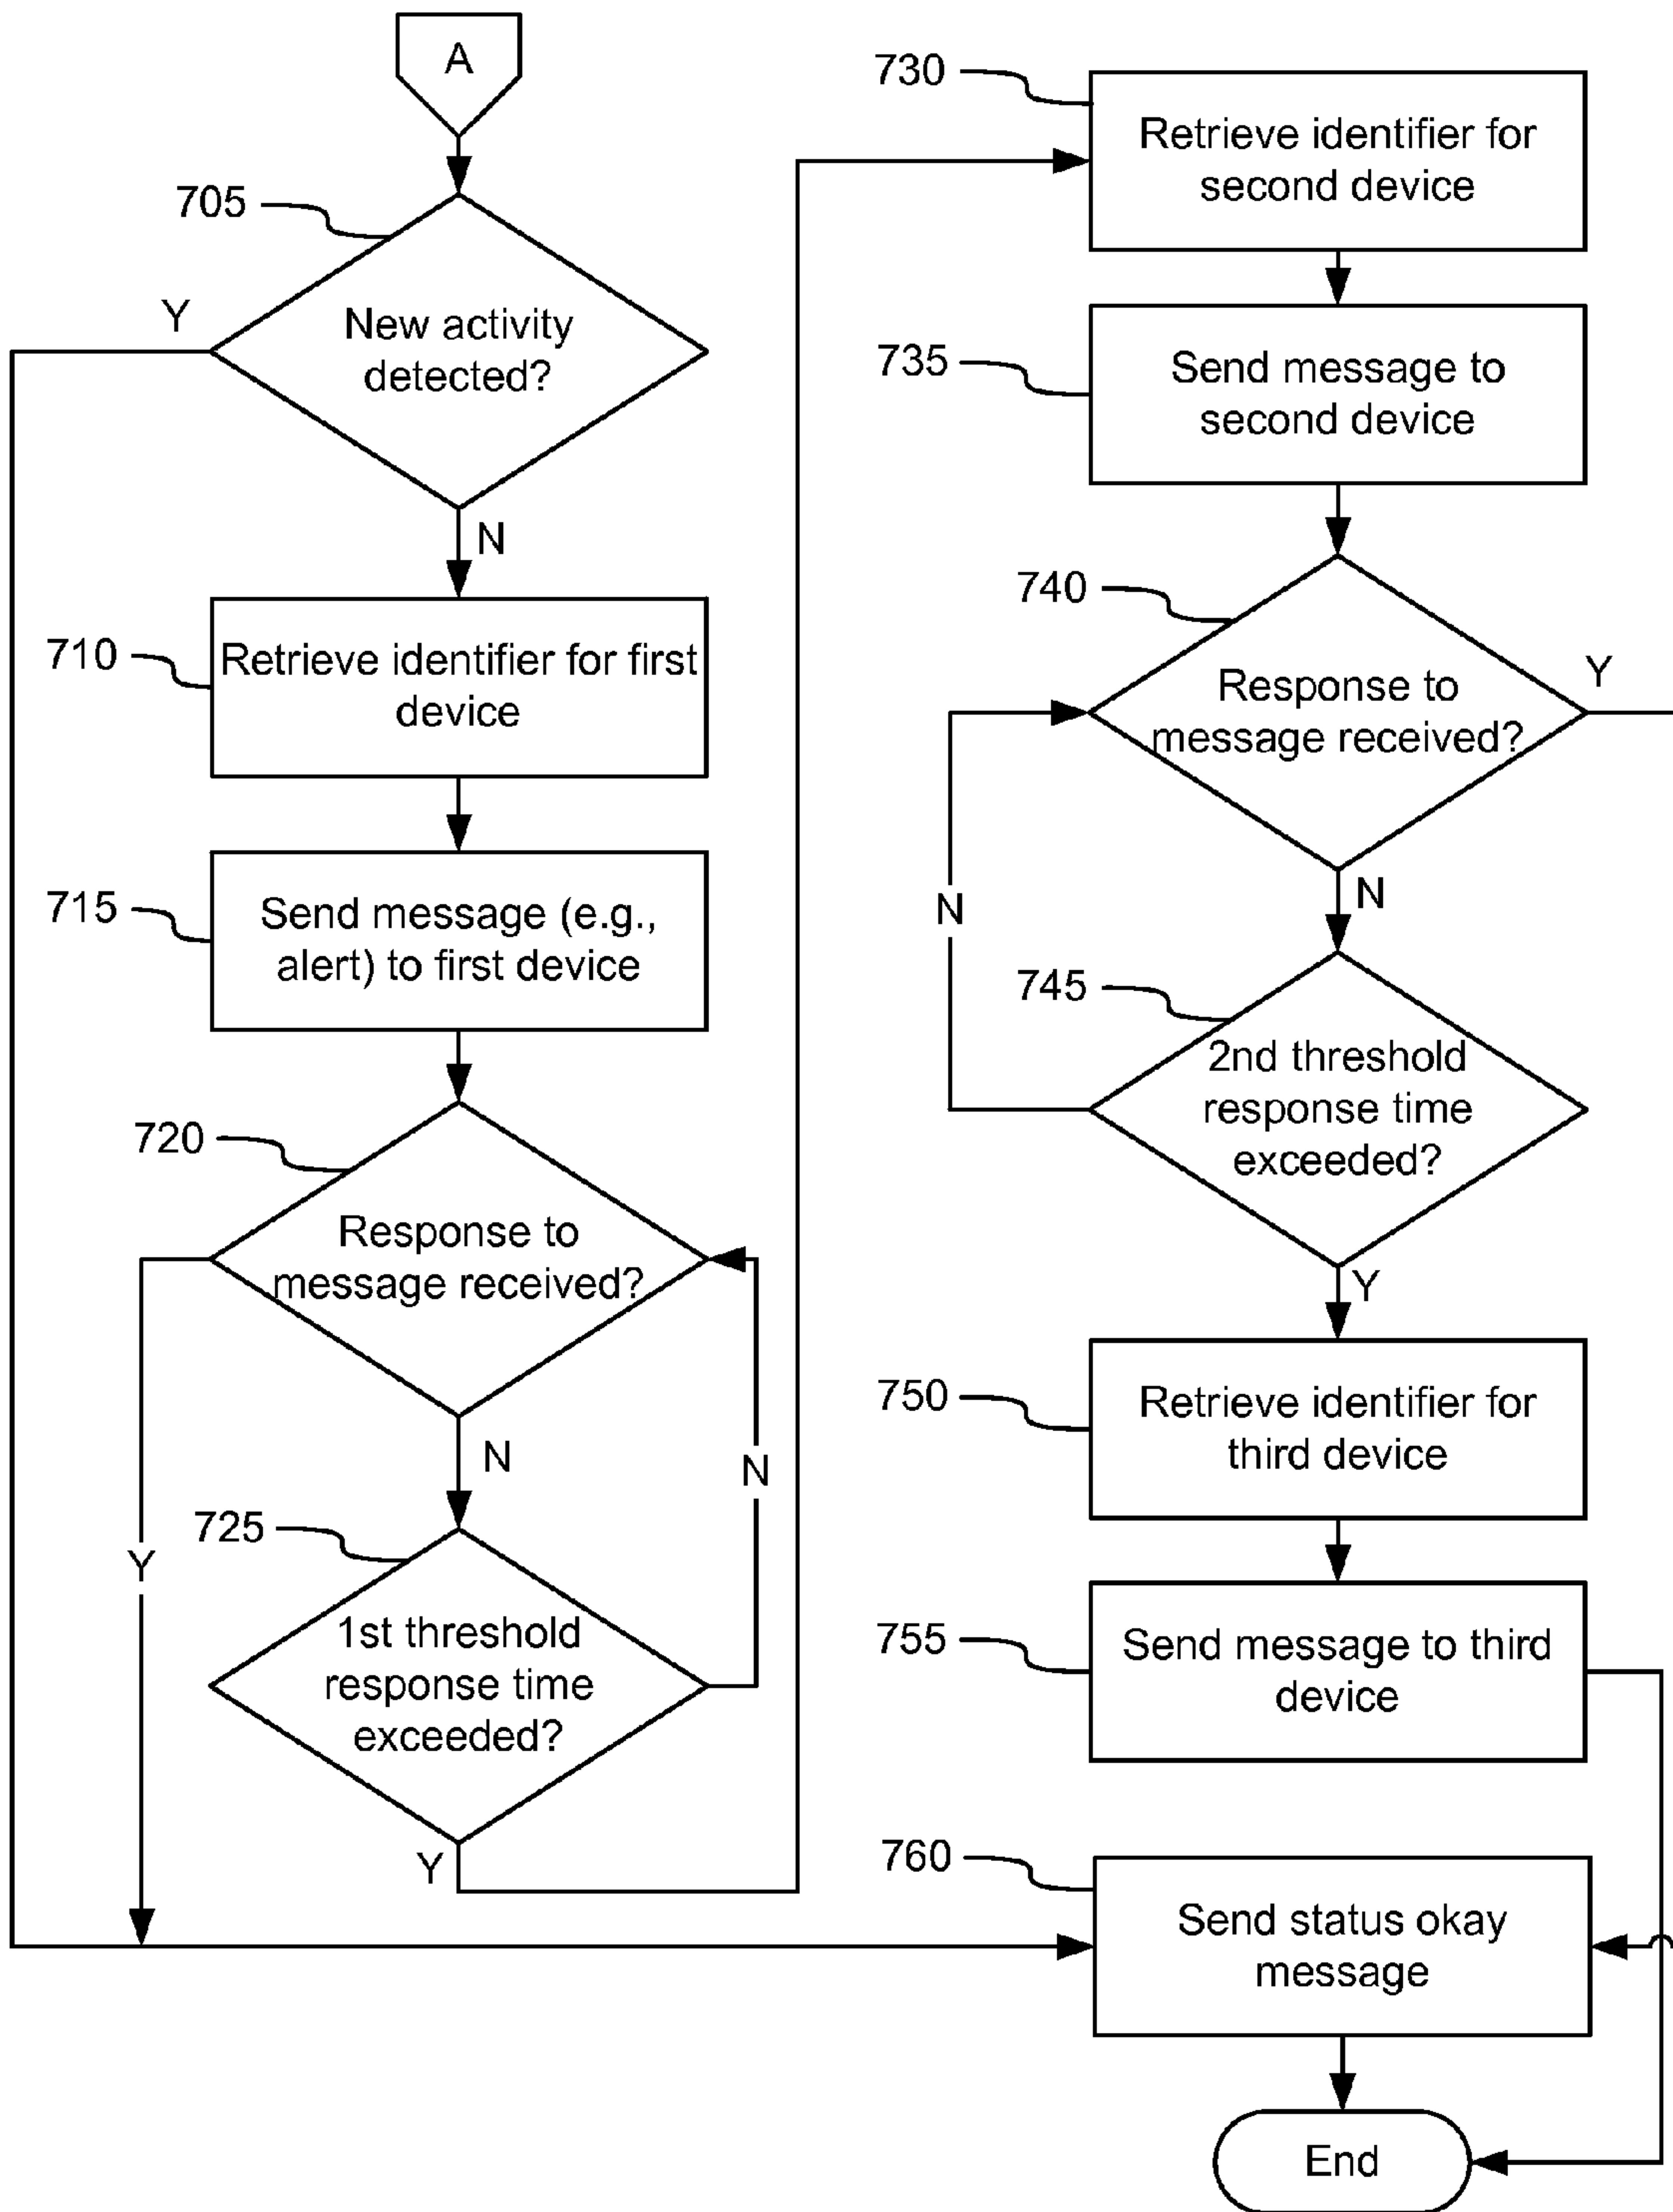 A
705
Y
New activity
detected?
N
710
Retrieve identifier for first
device
715
Send message (e.g.,
alert) to first device
720
Response to
message received?
Y
N
N
725
1st threshold
response time
exceeded?
Y
730
Retrieve identifier for
second device
735
Send message to
second device
740
Response to
message received?
Y
N
N
745
2nd threshold
response time
exceeded?
Y
750
Retrieve identifier for
third device
755
Send message to third
device
760
Send status okay
message
End